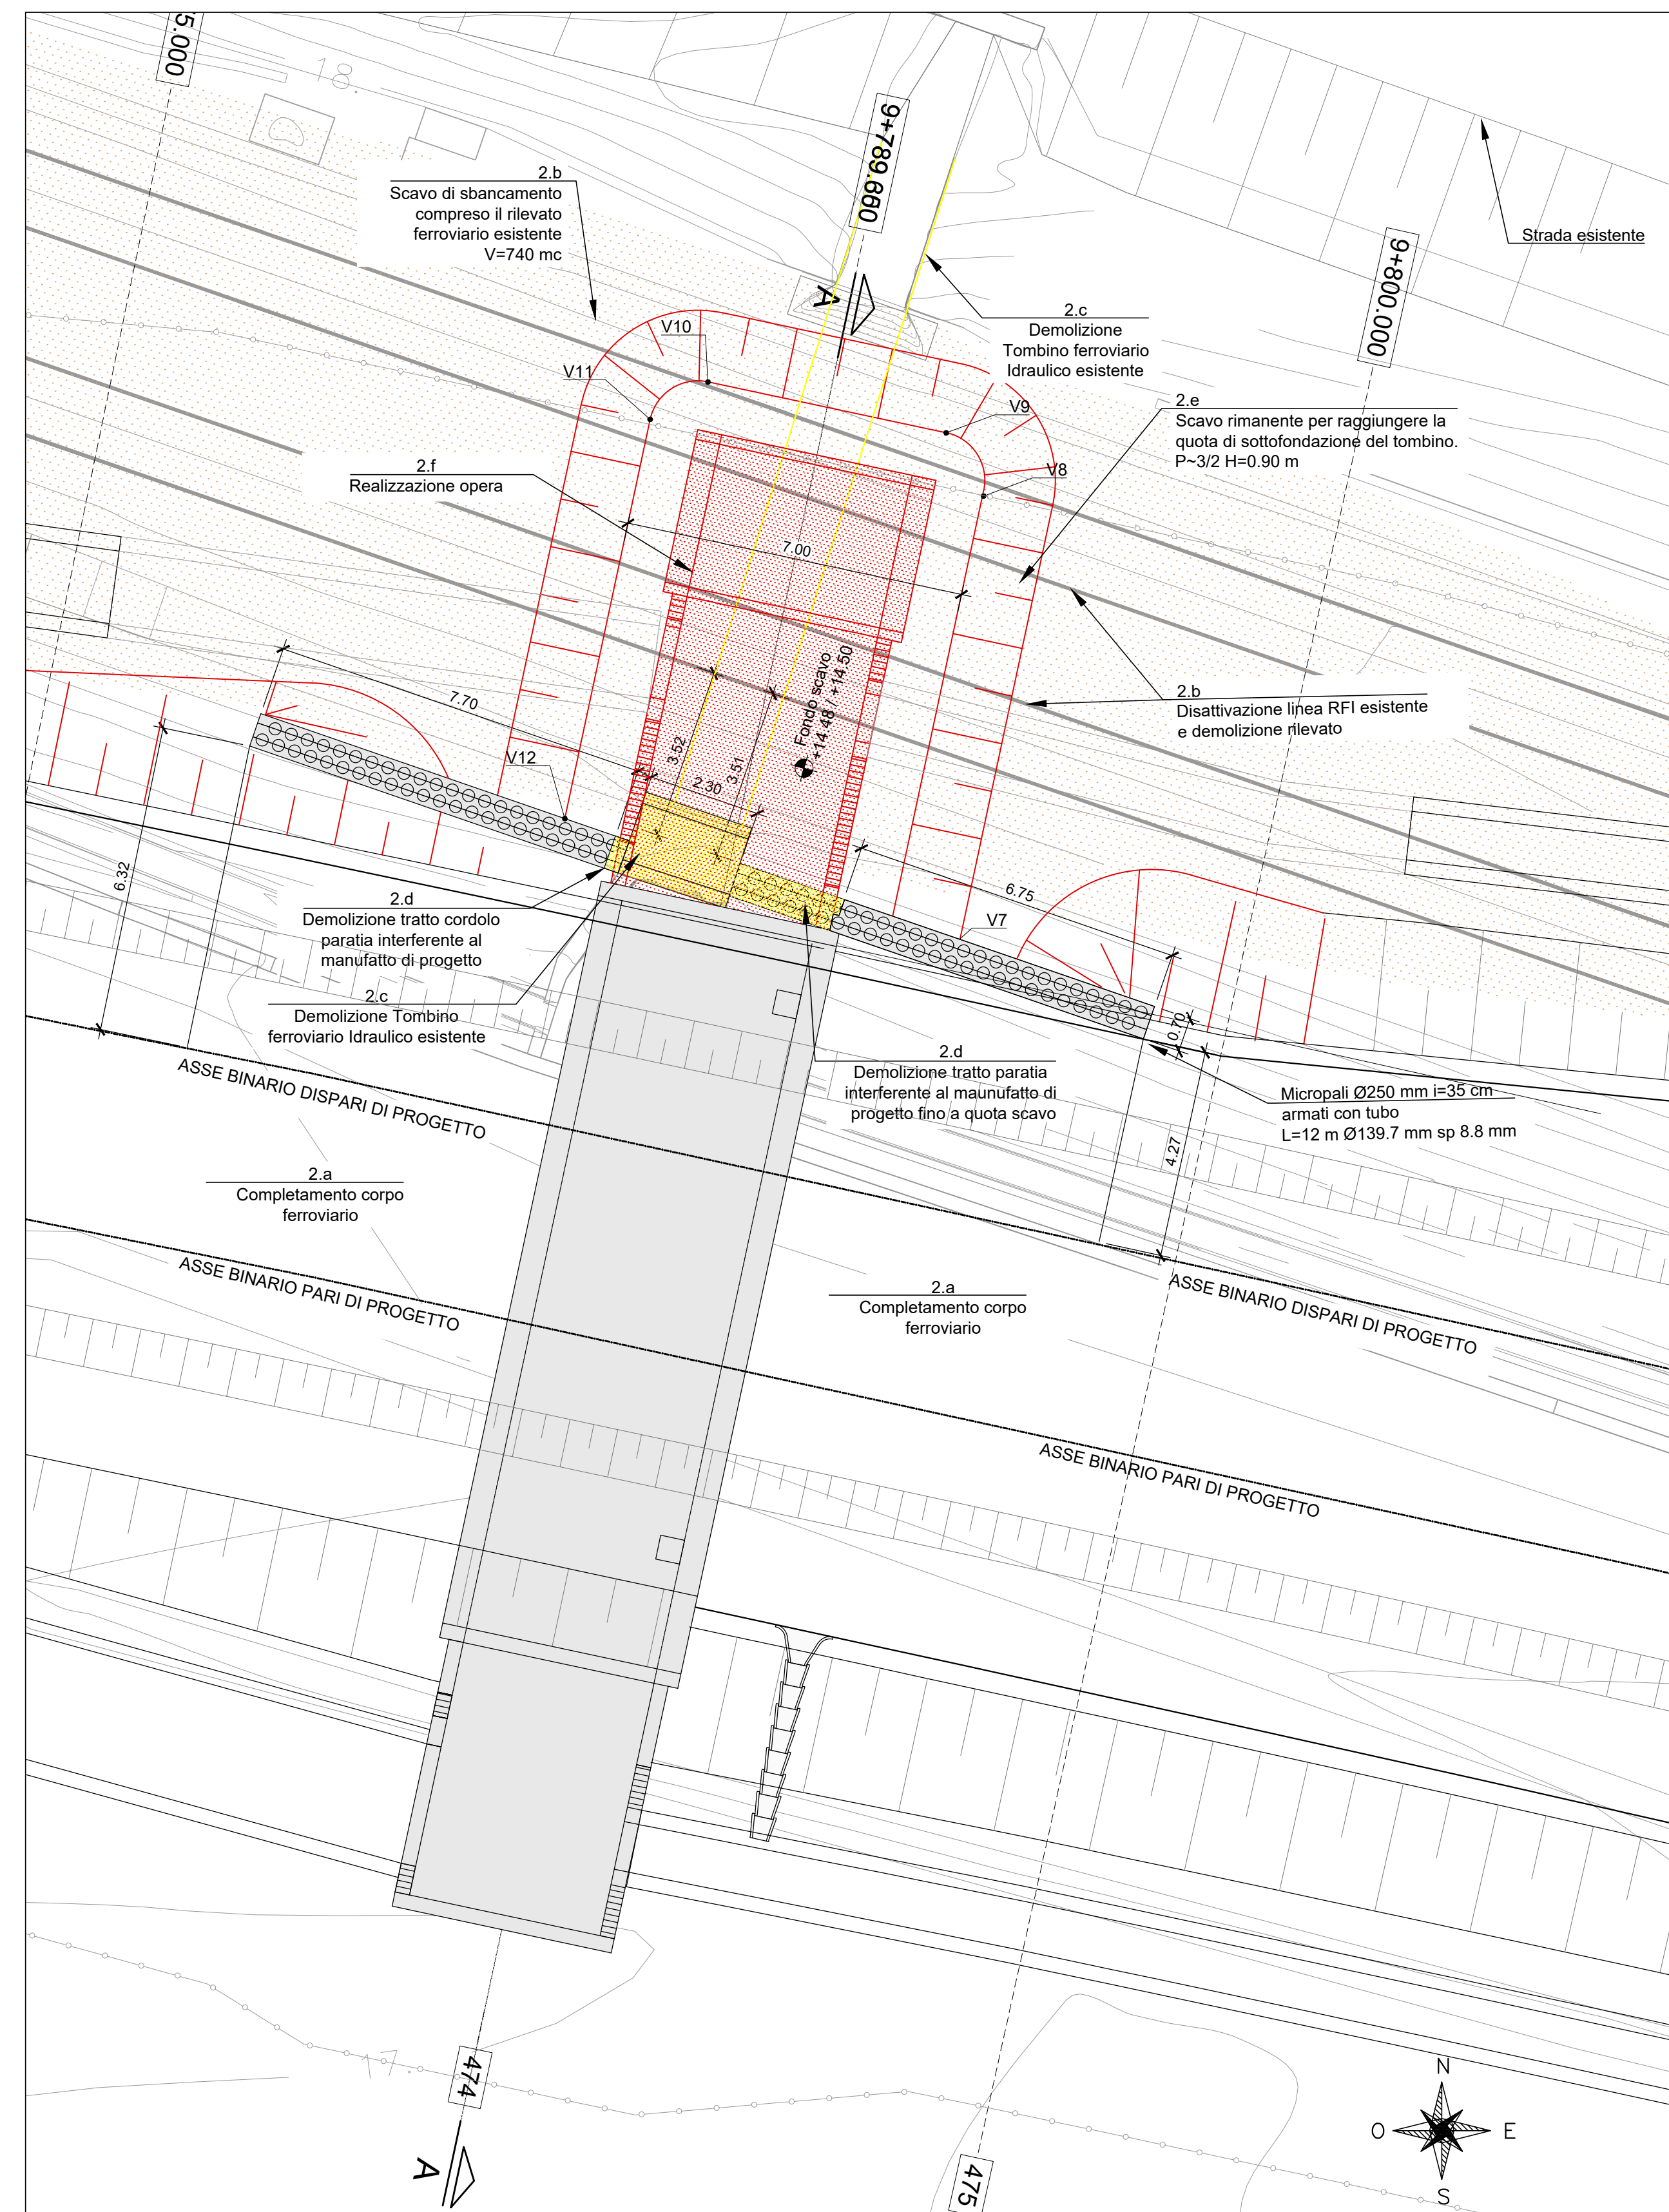 5.000
18.
9+789.660
9+800.000
Strada esistente
2.b
Scavo di sbancamento
compreso il rilevato
ferroviario esistente
V=740 mc
A
2.c
Demolizione
Tombino ferroviario
Idraulico esistente
V10
V11
V9
V8
2.e
Scavo rimanente per raggiungere la
quota di sottofondazione del tombino.
P~3/2 H=0.90 m
2.f
Realizzazione opera
7.00
7.70
Fondo scavo
+14.48 / +14.50
3.52
3.51
2.30
2.b
Disattivazione linea RFI esistente
e demolizione rilevato
V12
6.32
6.75
V7
2.d
Demolizione tratto cordolo
paratia interferente al
manufatto di progetto
2.c
Demolizione Tombino
ferroviario Idraulico esistente
2.d
Demolizione tratto paratia
interferente al maunufatto di
progetto fino a quota scavo
0.70
4.27
Micropali Ø250 mm i=35 cm
armati con tubo
L=12 m Ø139.7 mm sp 8.8 mm
ASSE BINARIO DISPARI DI PROGETTO
2.a
Completamento corpo
ferroviario
ASSE BINARIO PARI DI PROGETTO
2.a
Completamento corpo
ferroviario
ASSE BINARIO DISPARI DI PROGETTO
ASSE BINARIO PARI DI PROGETTO
17.
474
A
475
N
O
E
S